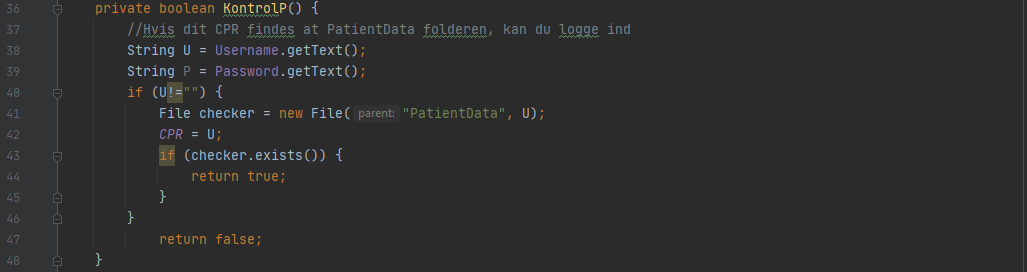 36 private boolean KontrolP() {
37 //Hvis dit CPR findes at PatientData folderen, kan du logge ind
38 String U = Username.getText();
39 String P = Password.getText();
40 if (U!="") {
41 File checker = new File( parent: "PatientData", U);
42 CPR = U;
43 if (checker.exists()) {
44 return true;
45 }
46 }
47 return false;
48 }